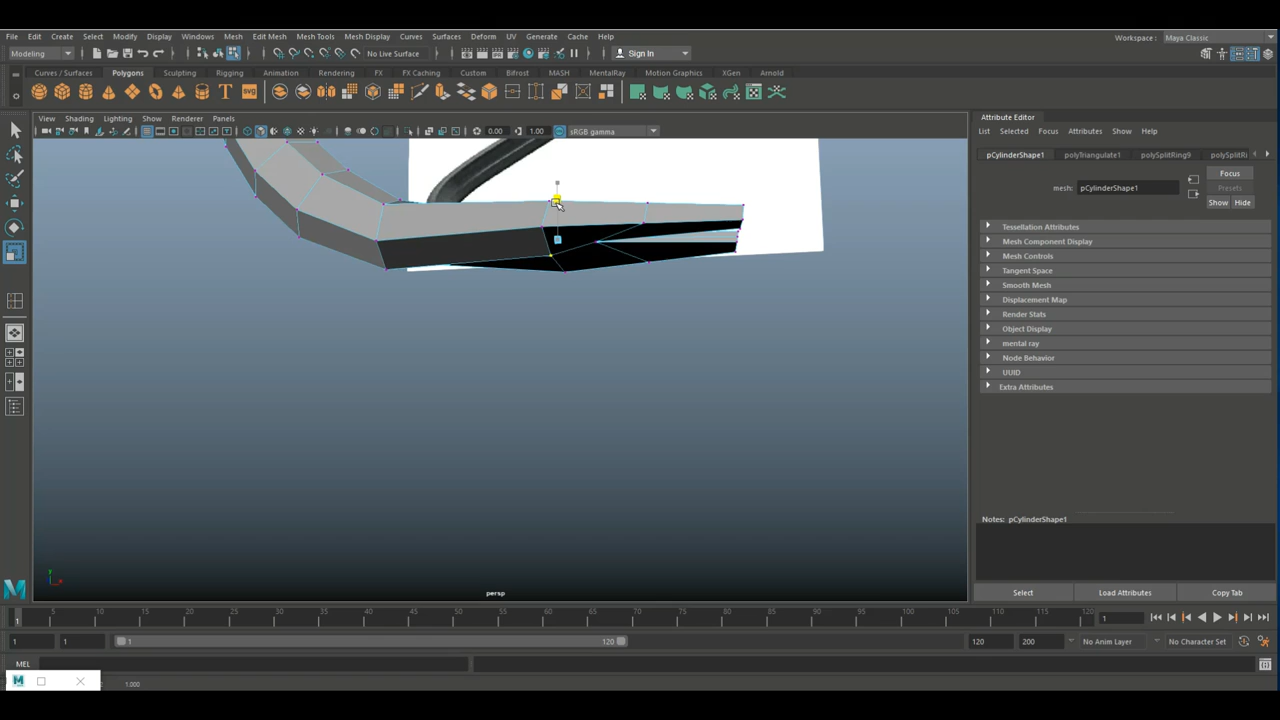 File Edit Create Select Modify Display Windows Mesh Edit Mesh Mesh Tools Mesh Display Curves Surfaces Deform UV Generate Cache Help
Workspace : Maya Classic
Modeling No Live Surface Sign In
Curves / Surfaces Polygons Sculpting Rigging Animation Rendering FX FX Caching Custom Bifrost MASH MentalRay Motion Graphics XGen Arnold
T svg
View Shading Lighting Show Renderer Panels
0.00 1.00 sRGB gamma
Attribute Editor
List Selected Focus Attributes Show Help
pCylinderShape1 polyTriangulate1 polySplitRing9 polySplitRi
Focus
mesh: pCylinderShape1
Presets
Show Hide
Tessellation Attributes
Mesh Component Display
Mesh Controls
Tangent Space
Smooth Mesh
Displacement Map
Render Stats
Object Display
mental ray
Node Behavior
UUID
Extra Attributes
Notes: pCylinderShape1
y x
persp
Select Load Attributes Copy Tab
1 5 10 15 20 25 30 35 40 45 50 55 60 65 70 75 80 85 90 95 100 105 110 115 120 1
1 1 1 120 120 200 No Anim Layer No Character Set
MEL
1.000